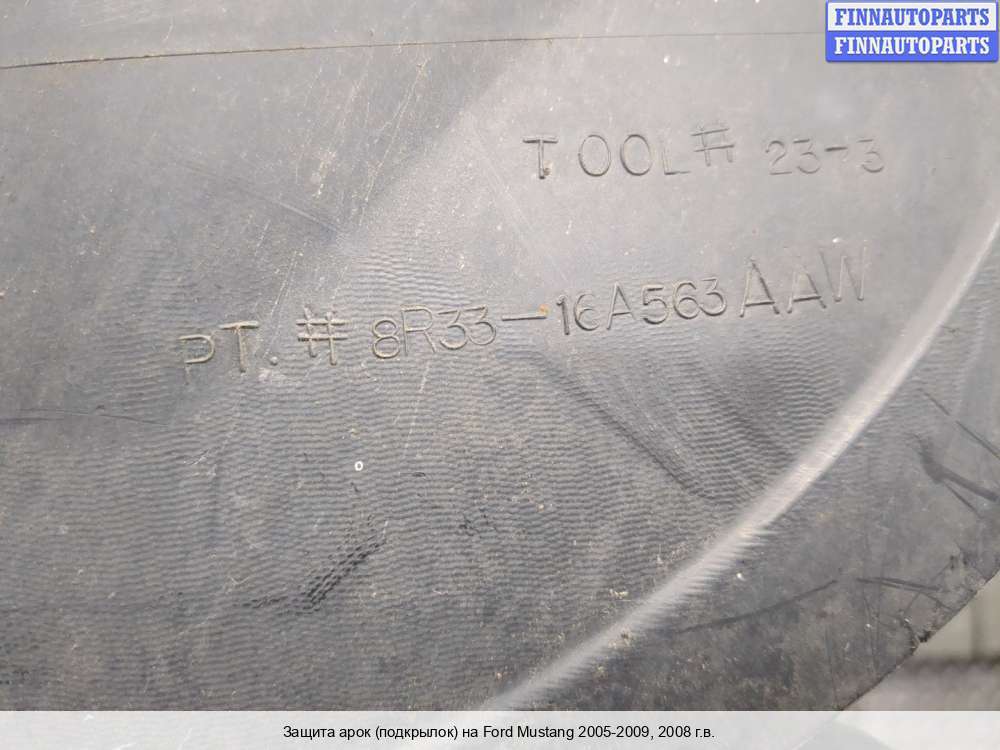 FINNAUTOPARTS
FINNAUTOPARTS
TOOL# 23-3
PT. # 8R33-16A563AAW
Защита арок (подкрылок) на Ford Mustang 2005-2009, 2008 г.в.